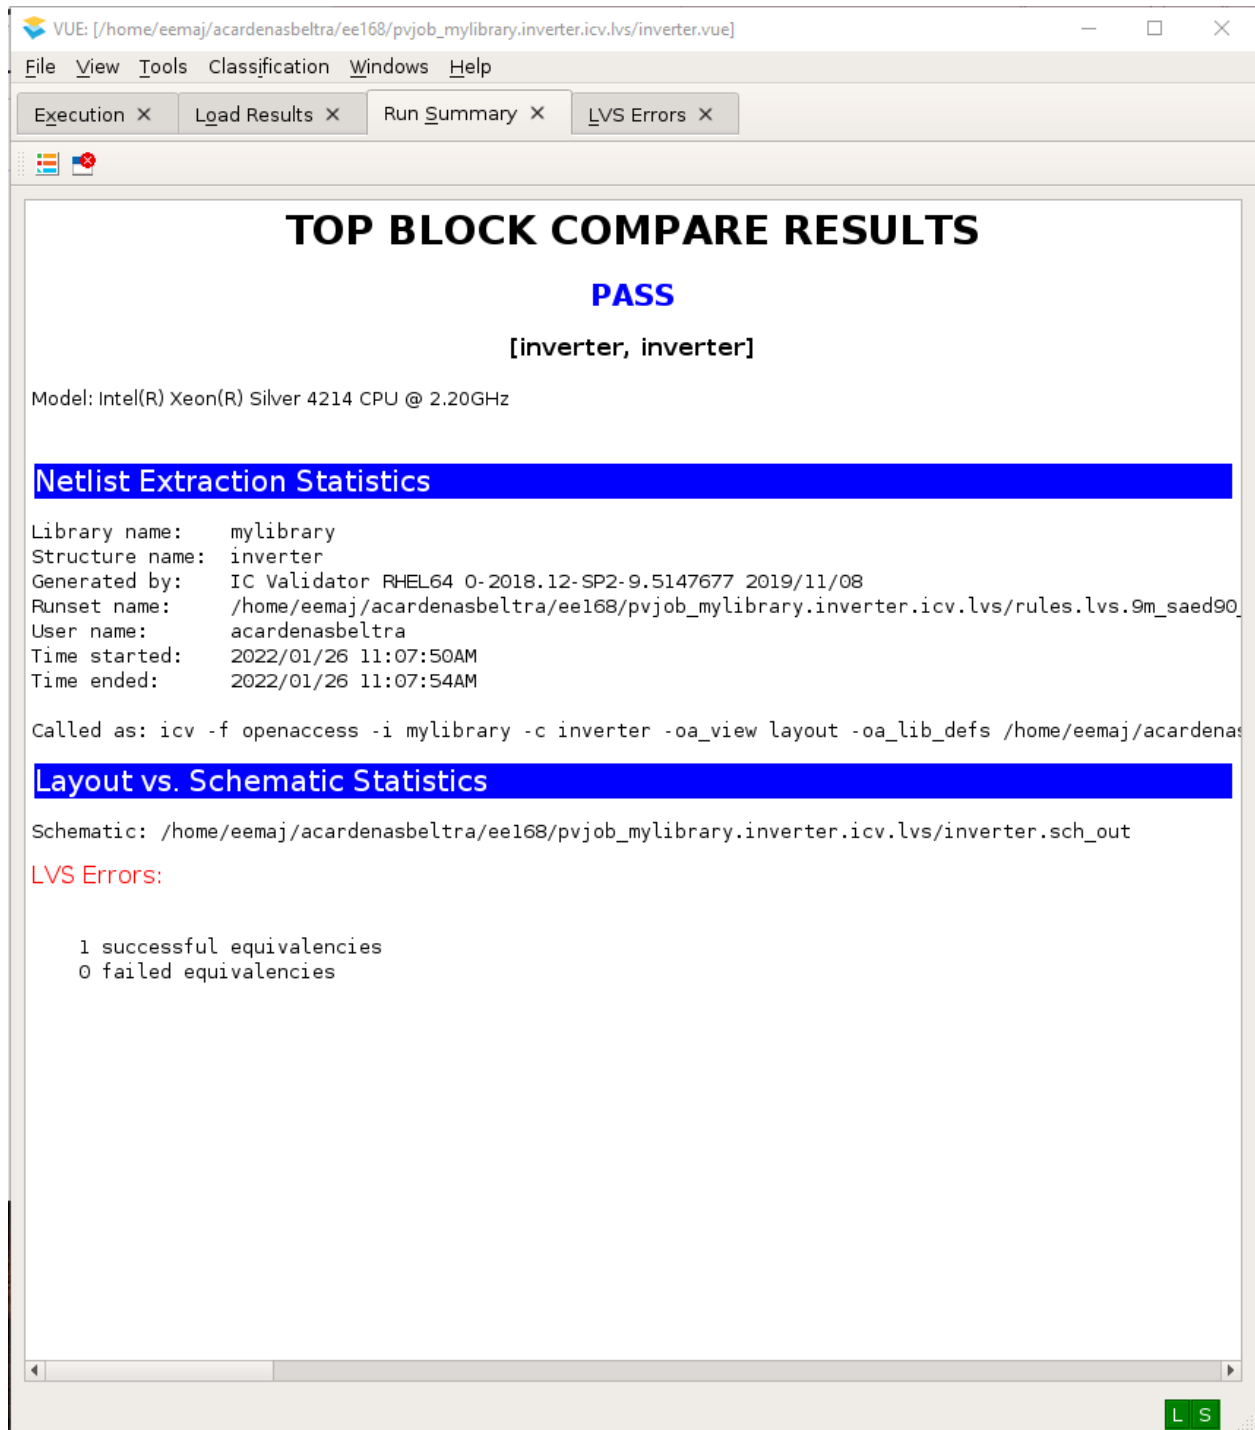 VUE: [/home/eemaj/acardenasbeltra/ee168/pvjob_mylibrary.inverter.icv.lvs/inverter.vue]
File View Tools Classification Windows Help
Execution Load Results Run Summary LVS Errors
TOP BLOCK COMPARE RESULTS
PASS
[inverter, inverter]
Model: Intel(R) Xeon(R) Silver 4214 CPU @ 2.20GHz
Netlist Extraction Statistics
Library name: mylibrary
Structure name: inverter
Generated by: IC Validator RHEL64 O-2018.12-SP2-9.5147677 2019/11/08
Runset name: /home/eemaj/acardenasbeltra/ee168/pvjob_mylibrary.inverter.icv.lvs/rules.lvs.9m_saed90_
User name: acardenasbeltra
Time started: 2022/01/26 11:07:50AM
Time ended: 2022/01/26 11:07:54AM
Called as: icv -f openaccess -i mylibrary -c inverter -oa_view layout -oa_lib_defs /home/eemaj/acardenas
Layout vs. Schematic Statistics
Schematic: /home/eemaj/acardenasbeltra/ee168/pvjob_mylibrary.inverter.icv.lvs/inverter.sch_out
LVS Errors:
1 successful equivalencies
0 failed equivalencies
L S